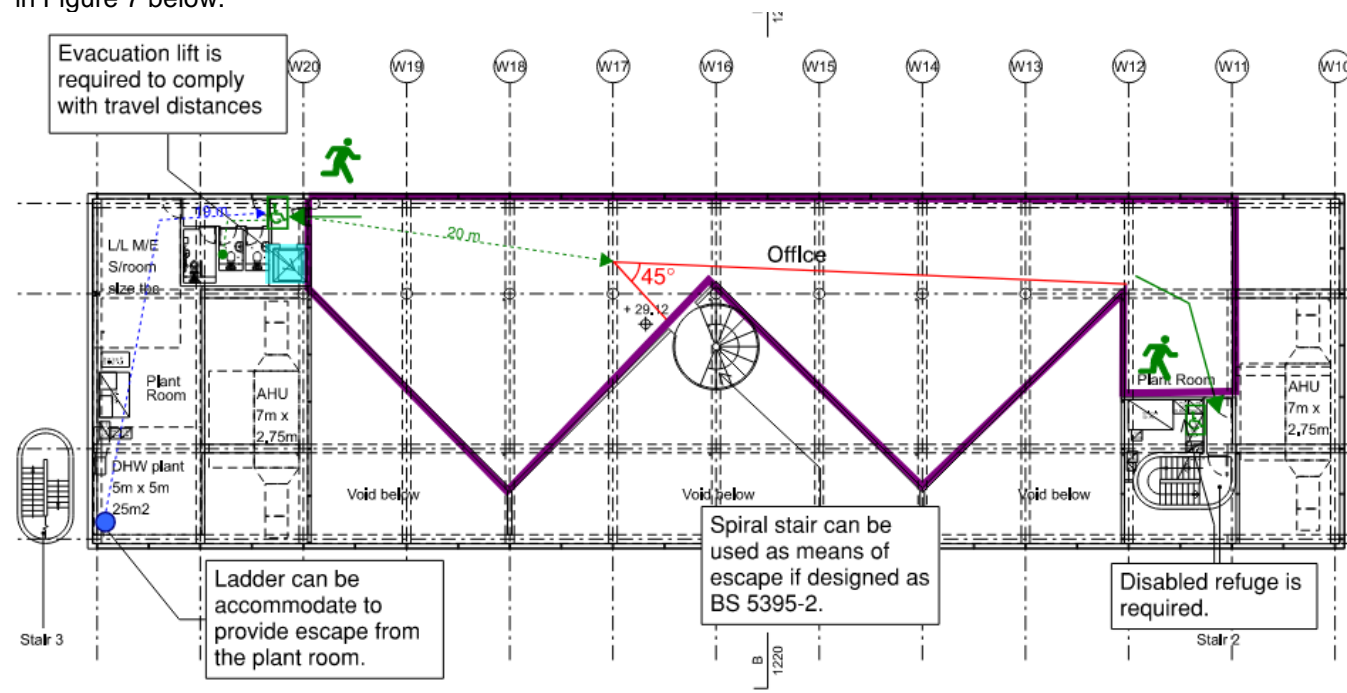 in Figure 7 below.
Evacuation lift is
required to comply
with travel distances
W20
W19
W18
W17
W16
W15
W14
W13
W12
W11
W10
20 m
Office
45°
+ 29.12
L/L M/E
S/room
size tbc
Plant
Room
AHU
7m x
2.75m
DHW plant
5m x 5m
25m2
Void below
Void below
Void below
Plant Room
AHU
7m x
2.75m
Spiral stair can be
used as means of
escape if designed as
BS 5395-2.
Disabled refuge is
required.
Ladder can be
accommodate to
provide escape from
the plant room.
Stair 3
Stair 2
B
1220